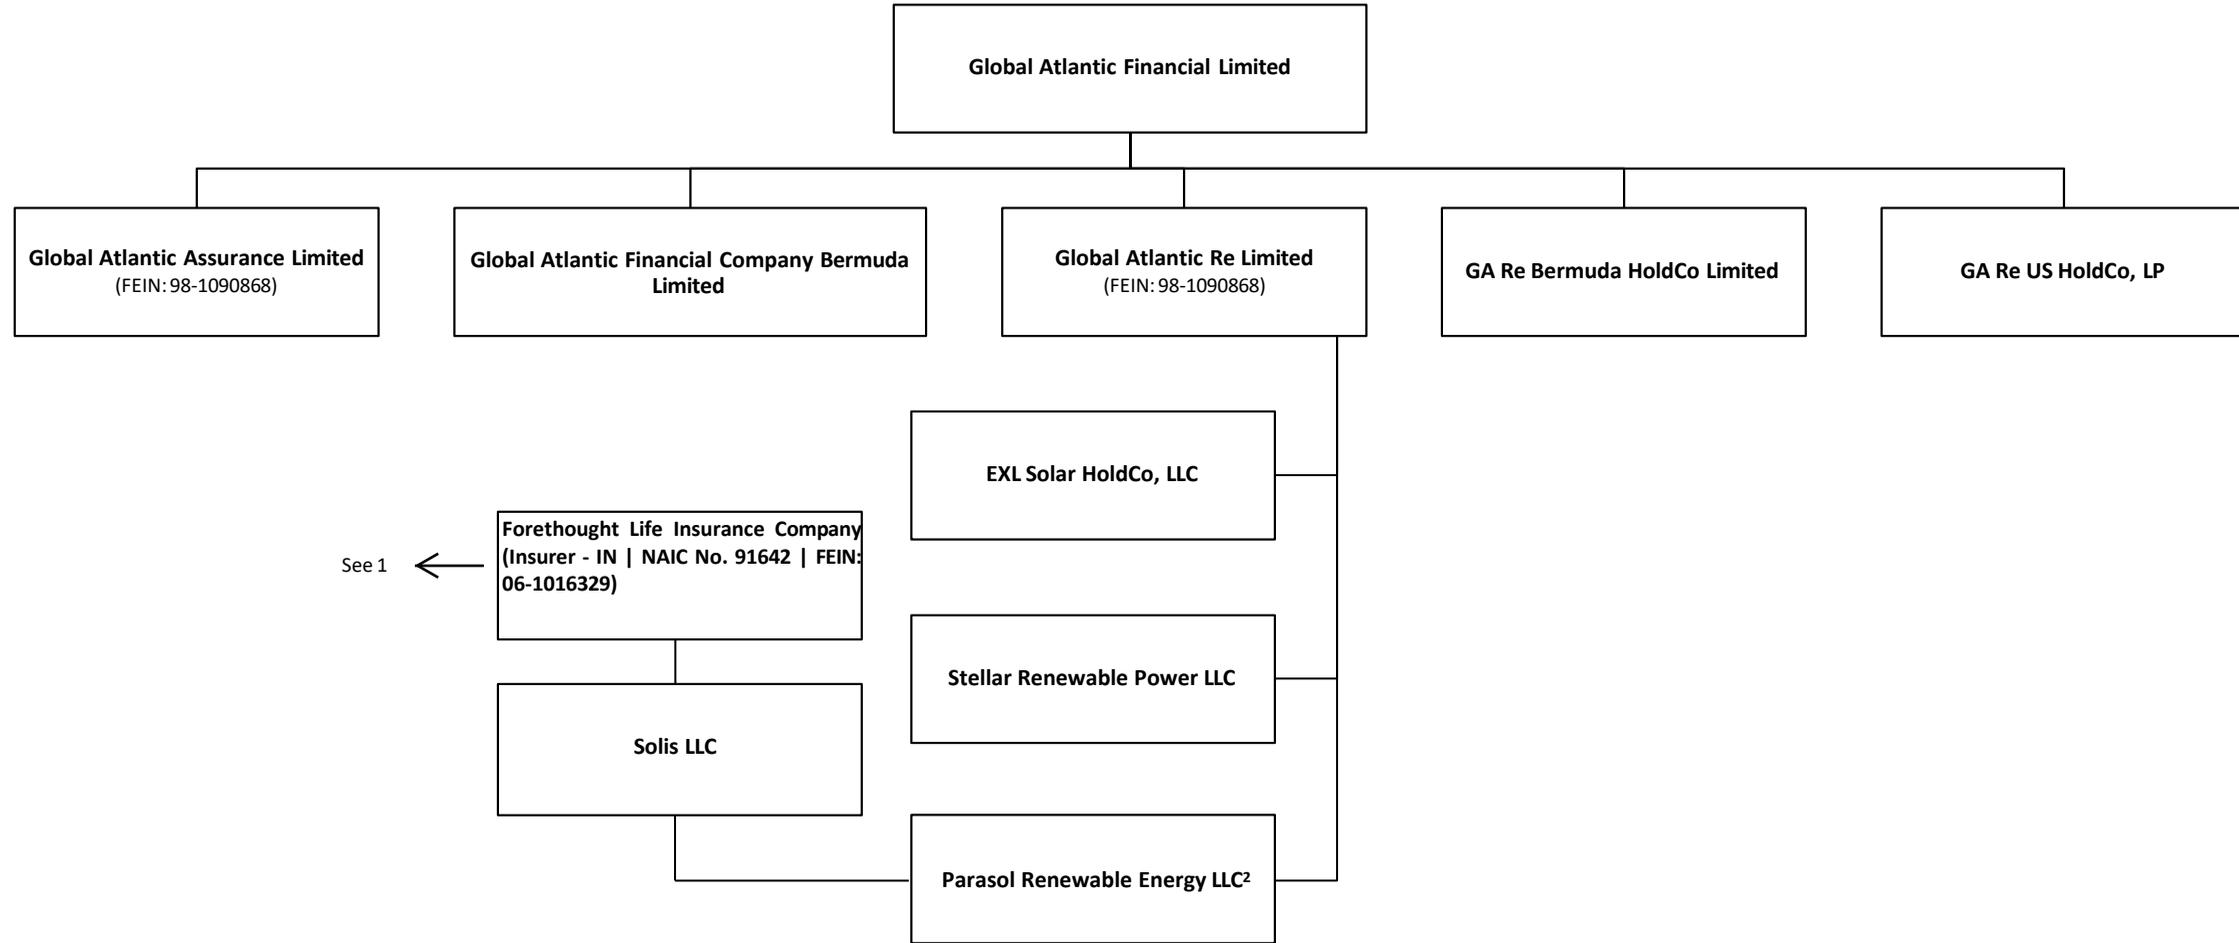 Global Atlantic Financial Limited
Global Atlantic Assurance Limited
(FEIN: 98-1090868)
Global Atlantic Financial Company Bermuda
Limited
Global Atlantic Re Limited
(FEIN: 98-1090868)
GA Re Bermuda HoldCo Limited
GA Re US HoldCo, LP
EXL Solar HoldCo, LLC
Forethought Life Insurance Company
(Insurer - IN | NAIC No. 91642 | FEIN:
06-1016329)
See 1
Stellar Renewable Power LLC
Solis LLC
Parasol Renewable Energy LLC²